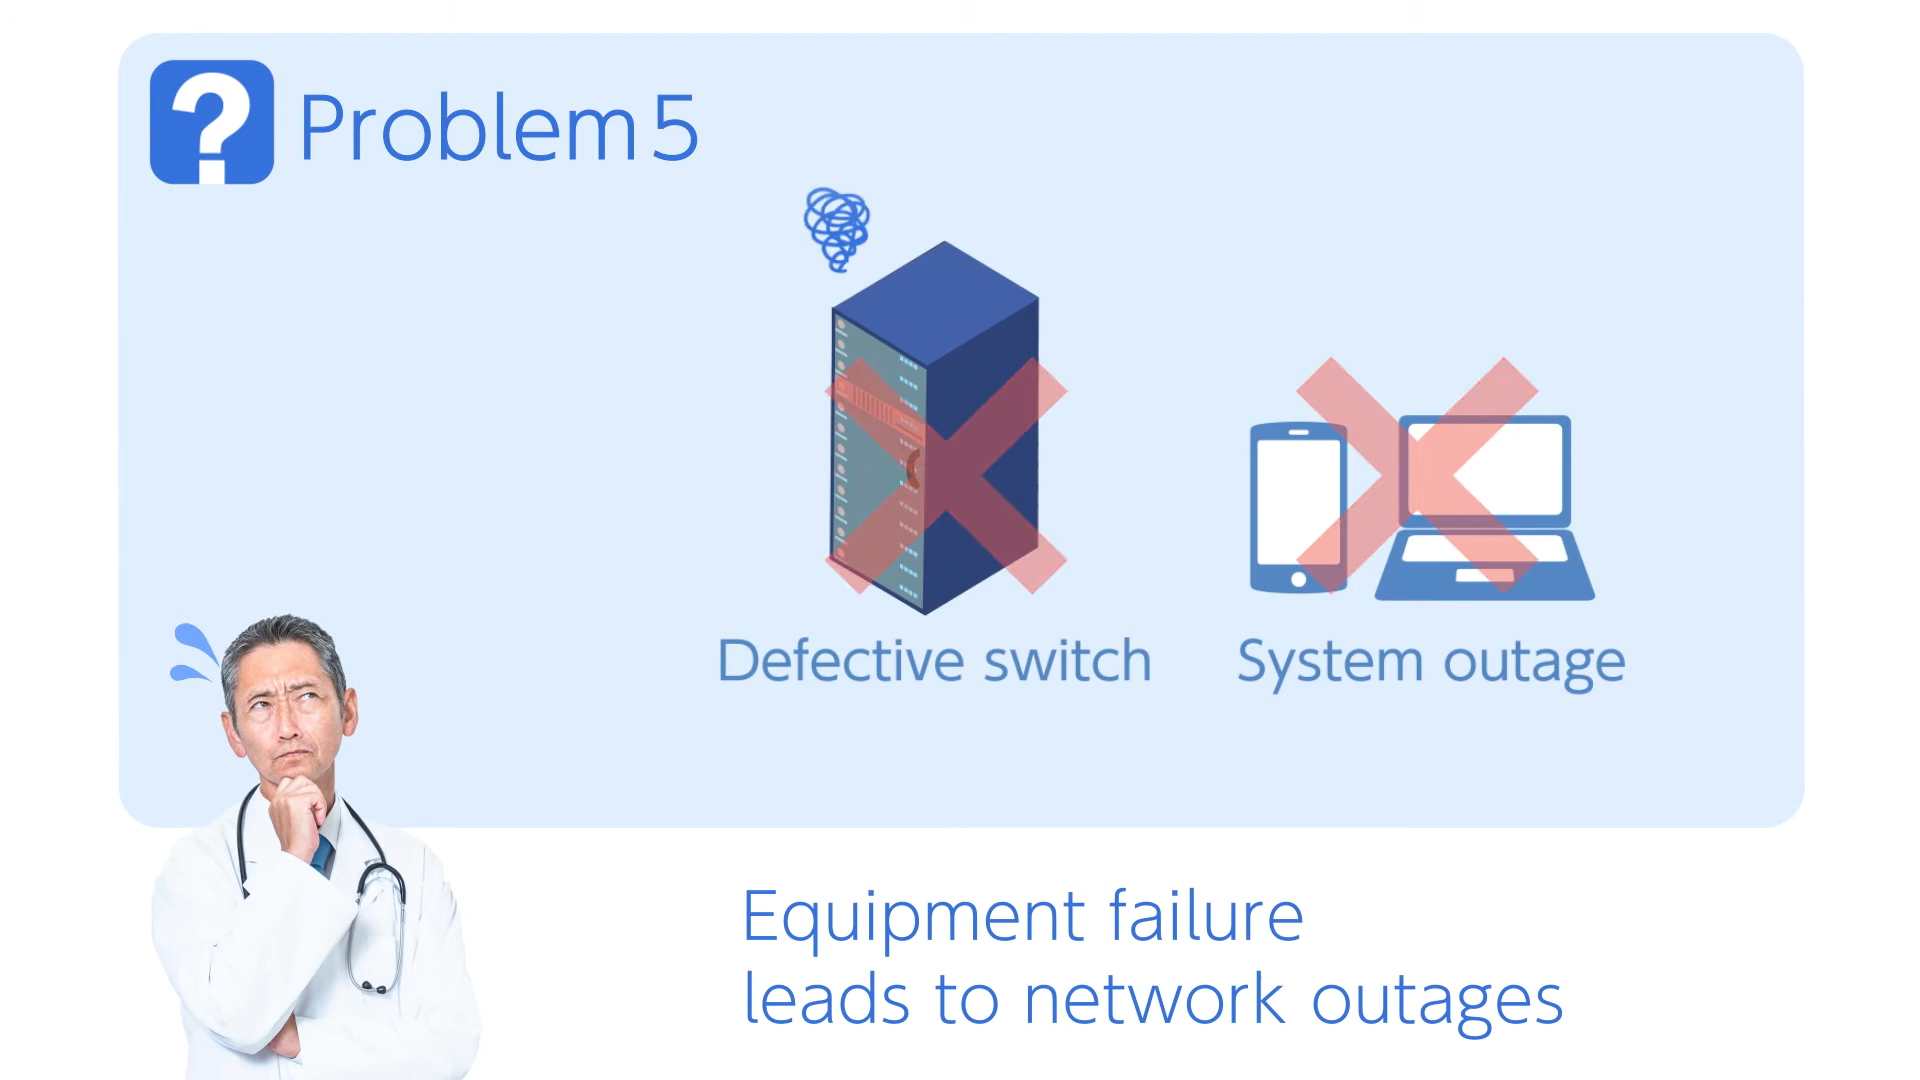 ?
Problem 5
Defective switch
System outage
Equipment failure
leads to network outages